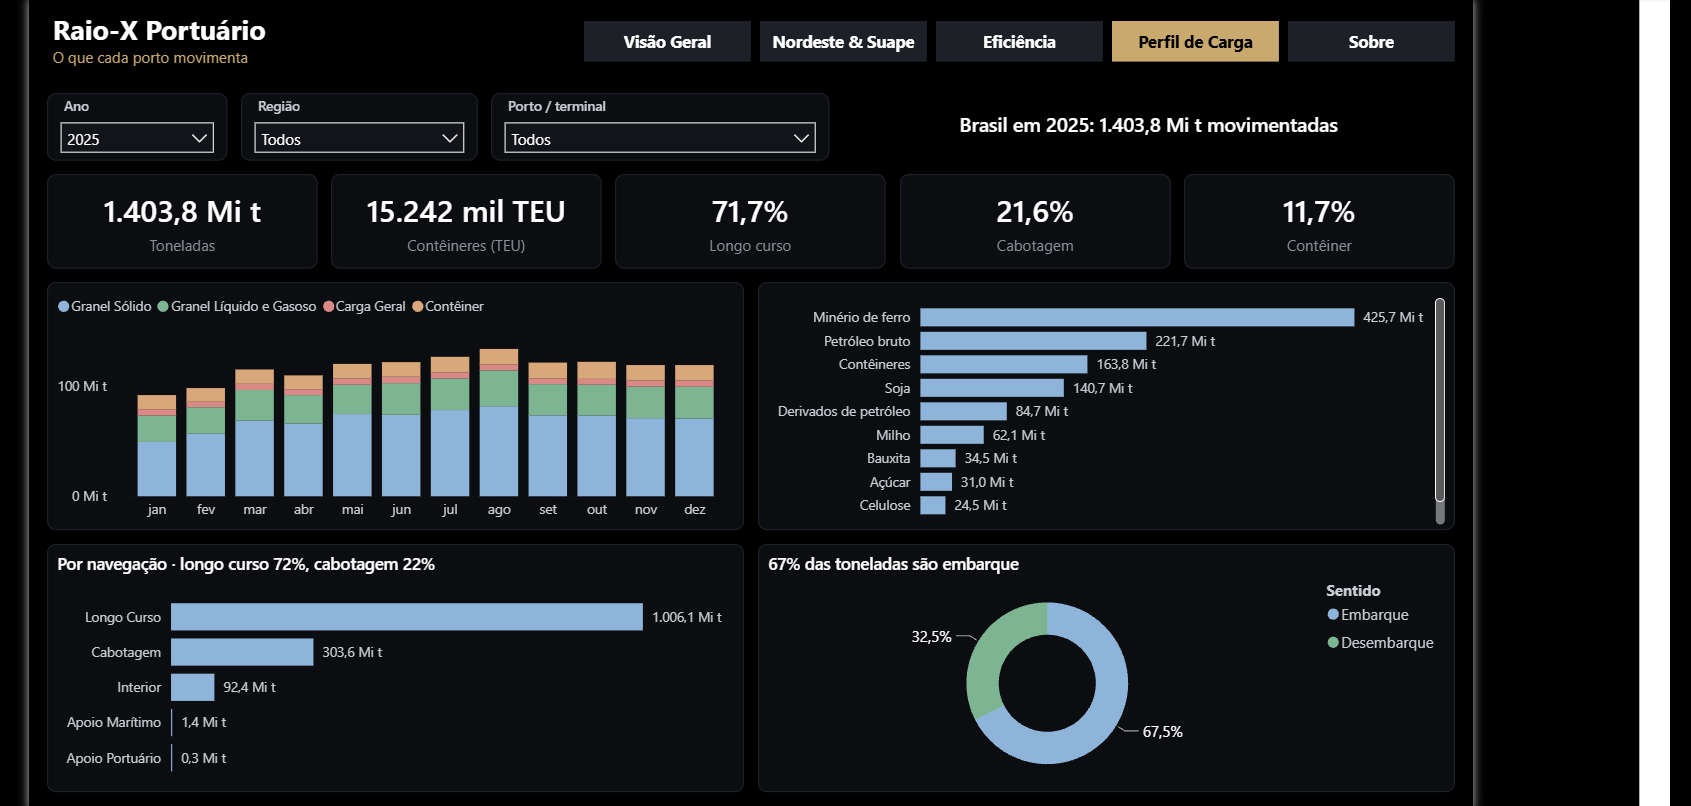 Raio-X Portuário
O que cada porto movimenta
Visão Geral
Nordeste & Suape
Eficiência
Perfil de Carga
Sobre
Ano
2025
Região
Todos
Porto / terminal
Todos
Brasil em 2025: 1.403,8 Mi t movimentadas
1.403,8 Mi t
Toneladas
15.242 mil TEU
Contêineres (TEU)
71,7%
Longo curso
21,6%
Cabotagem
11,7%
Contêiner
Granel Sólido
Granel Líquido e Gasoso
Carga Geral
Contêiner
100 Mi t
0 Mi t
jan
fev
mar
abr
mai
jun
jul
ago
set
out
nov
dez
Minério de ferro 425,7 Mi t
Petróleo bruto 221,7 Mi t
Contêineres 163,8 Mi t
Soja 140,7 Mi t
Derivados de petróleo 84,7 Mi t
Milho 62,1 Mi t
Bauxita 34,5 Mi t
Açúcar 31,0 Mi t
Celulose 24,5 Mi t
Por navegação · longo curso 72%, cabotagem 22%
Longo Curso 1.006,1 Mi t
Cabotagem 303,6 Mi t
Interior 92,4 Mi t
Apoio Marítimo 1,4 Mi t
Apoio Portuário 0,3 Mi t
67% das toneladas são embarque
Sentido
Embarque
Desembarque
32,5%
67,5%